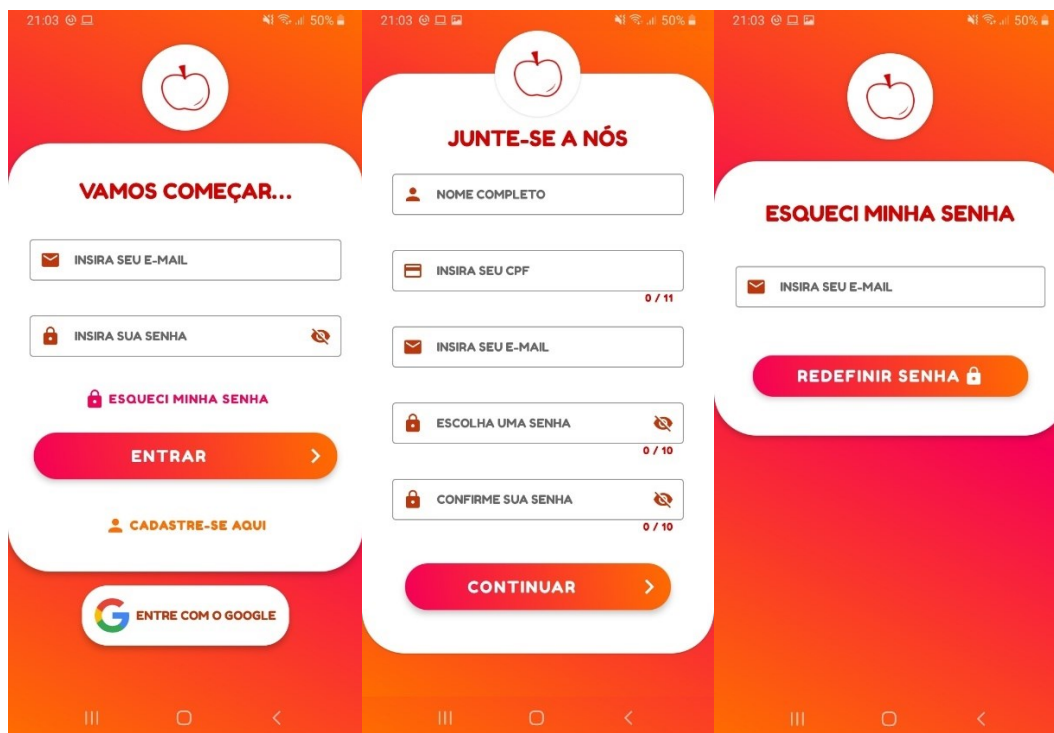 21:03
50%
VAMOS COMEÇAR...
INSIRA SEU E-MAIL
INSIRA SUA SENHA
ESQUECI MINHA SENHA
ENTRAR
CADASTRE-SE AQUI
G ENTRE COM O GOOGLE
21:03
50%
JUNTE-SE A NÓS
NOME COMPLETO
INSIRA SEU CPF
0 / 11
INSIRA SEU E-MAIL
ESCOLHA UMA SENHA
0 / 10
CONFIRME SUA SENHA
0 / 10
CONTINUAR
21:03
50%
ESQUECI MINHA SENHA
INSIRA SEU E-MAIL
REDEFINIR SENHA